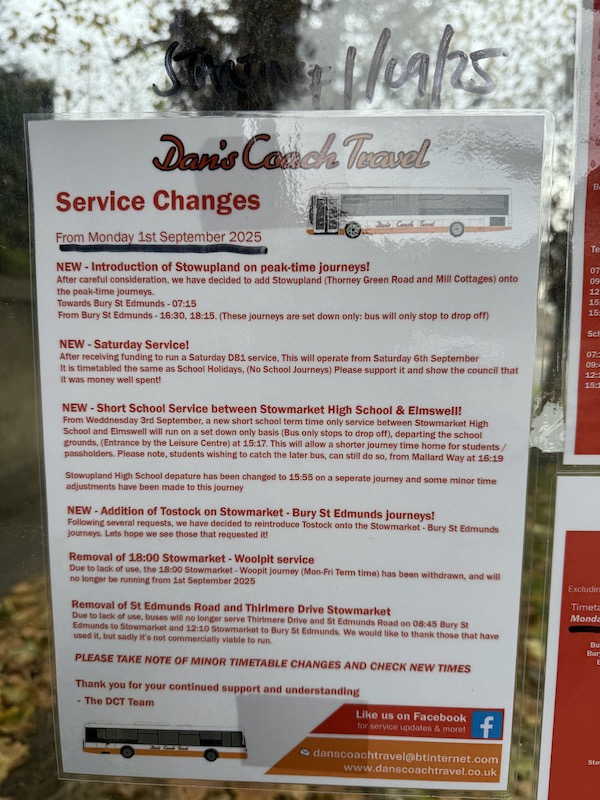 Starting 1/09/25
Dan's Coach Travel
Service Changes
Dan's Coach Travel
From Monday 1st September 2025
NEW - Introduction of Stowupland on peak-time journeys!
After careful consideration, we have decided to add Stowupland (Thorney Green Road and Mill Cottages) onto
the peak-time journeys.
Towards Bury St Edmunds - 07:15
From Bury St Edmunds - 16:30, 18:15. (These journeys are set down only: bus will only stop to drop off)
NEW - Saturday Service!
After receiving funding to run a Saturday DB1 service, This will operate from Saturday 6th September
It is timetabled the same as School Holidays, (No School Journeys) Please support it and show the council that
it was money well spent!
NEW - Short School Service between Stowmarket High School & Elmswell!
From Weddnesday 3rd September, a new short school term time only service between Stowmarket High
School and Elmswell will run on a set down only basis (Bus only stops to drop off), departing the school
grounds, (Entrance by the Leisure Centre) at 15:17. This will allow a shorter journey time home for students /
passholders. Please note, students wishing to catch the later bus, can still do so, from Mallard Way at 16:19
Stowupland High School depature has been changed to 15:55 on a seperate journey and some minor time
adjustments have been made to this journey
NEW - Addition of Tostock on Stowmarket - Bury St Edmunds journeys!
Following several requests, we have decided to reintroduce Tostock onto the Stowmarket - Bury St Edmunds
journeys. Lets hope we see those that requested it!
Removal of 18:00 Stowmarket - Woolpit service
Due to lack of use, the 18:00 Stowmarket - Woopit journey (Mon-Fri Term time) has been withdrawn, and will
no longer be running from 1st September 2025
Removal of St Edmunds Road and Thirlmere Drive Stowmarket
Due to lack of use, buses will no longer serve Thirlmere Drive and St Edmunds Road on 08:45 Bury St
Edmunds to Stowmarket and 12:10 Stowmarket to Bury St Edmunds. We would like to thank those that have
used it, but sadly it's not commercially viable to run.
PLEASE TAKE NOTE OF MINOR TIMETABLE CHANGES AND CHECK NEW TIMES
Thank you for your continued support and understanding
- The DCT Team
Dan's Coach Travel
Like us on Facebook
for service updates & more!
f
danscoachtravel@btinternet.com
www.danscoachtravel.co.uk
Excluding